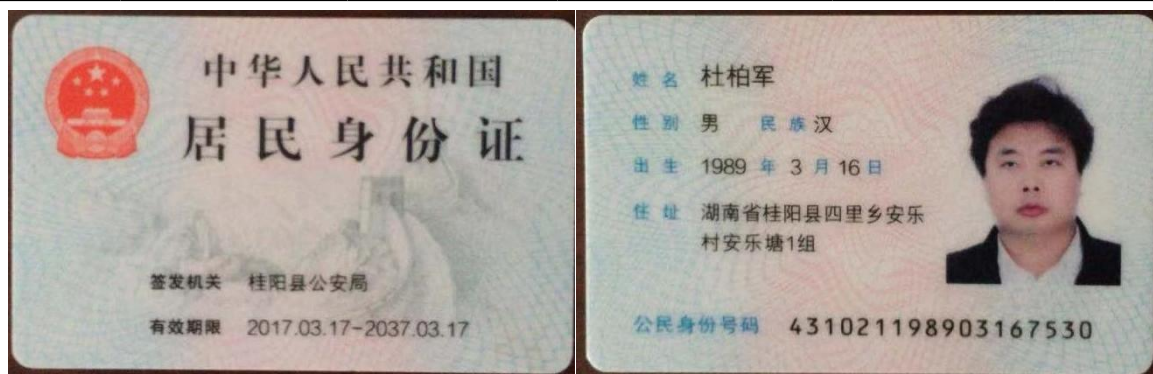 中华人民共和国
居民身份证
签发机关 桂阳县公安局
有效期限 2017.03.17-2037.03.17
姓名 杜柏军
性别 男 民族 汉
出生 1989 年 3 月 16 日
住址 湖南省桂阳县四里乡安乐
村安乐塘1组
公民身份号码 431021198903167530